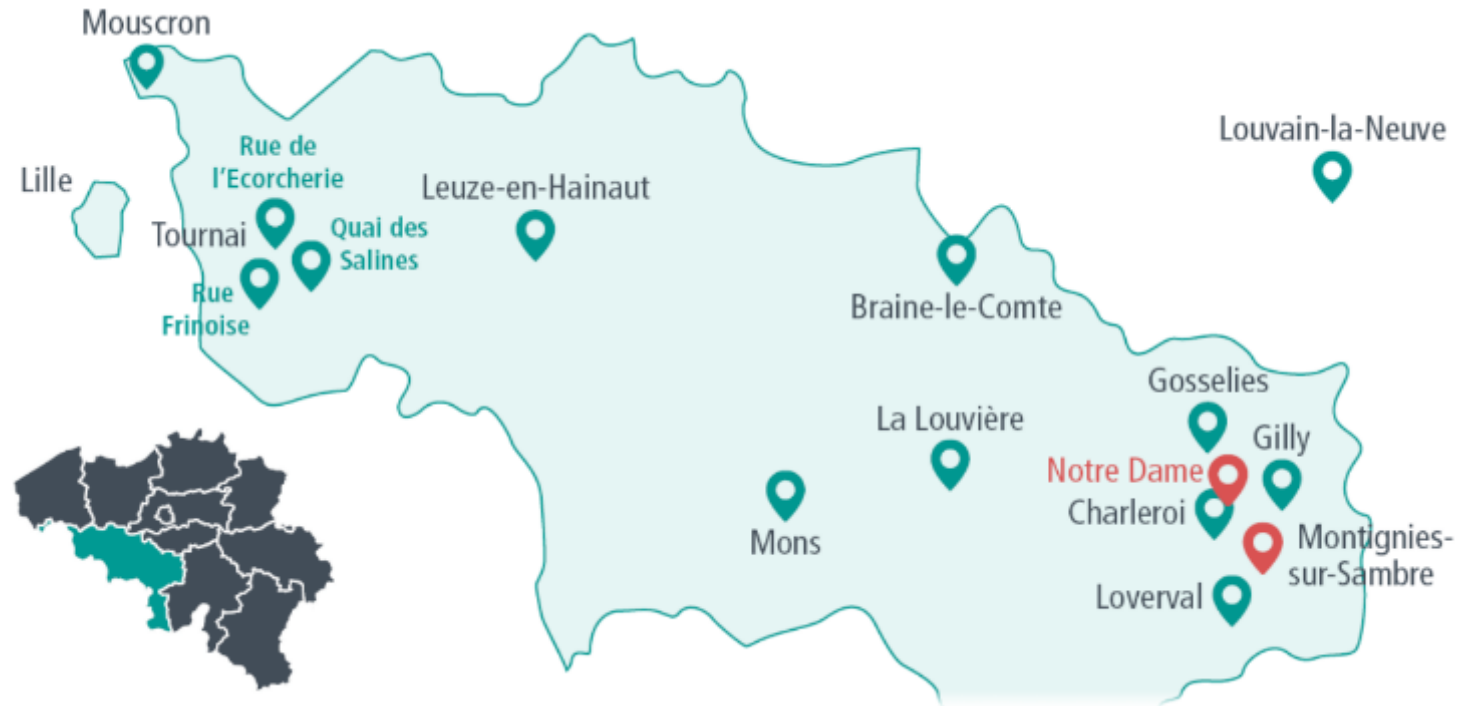 Mouscron
Louvain-la-Neuve
Rue de
l'Ecorcherie
Lille
Leuze-en-Hainaut
Tournai
Quai des
Salines
Rue
Frinoise
Braine-le-Comte
Gosselies
La Louvière
Gilly
Notre Dame
Charleroi
Mons
Montignies-
sur-Sambre
Loverval